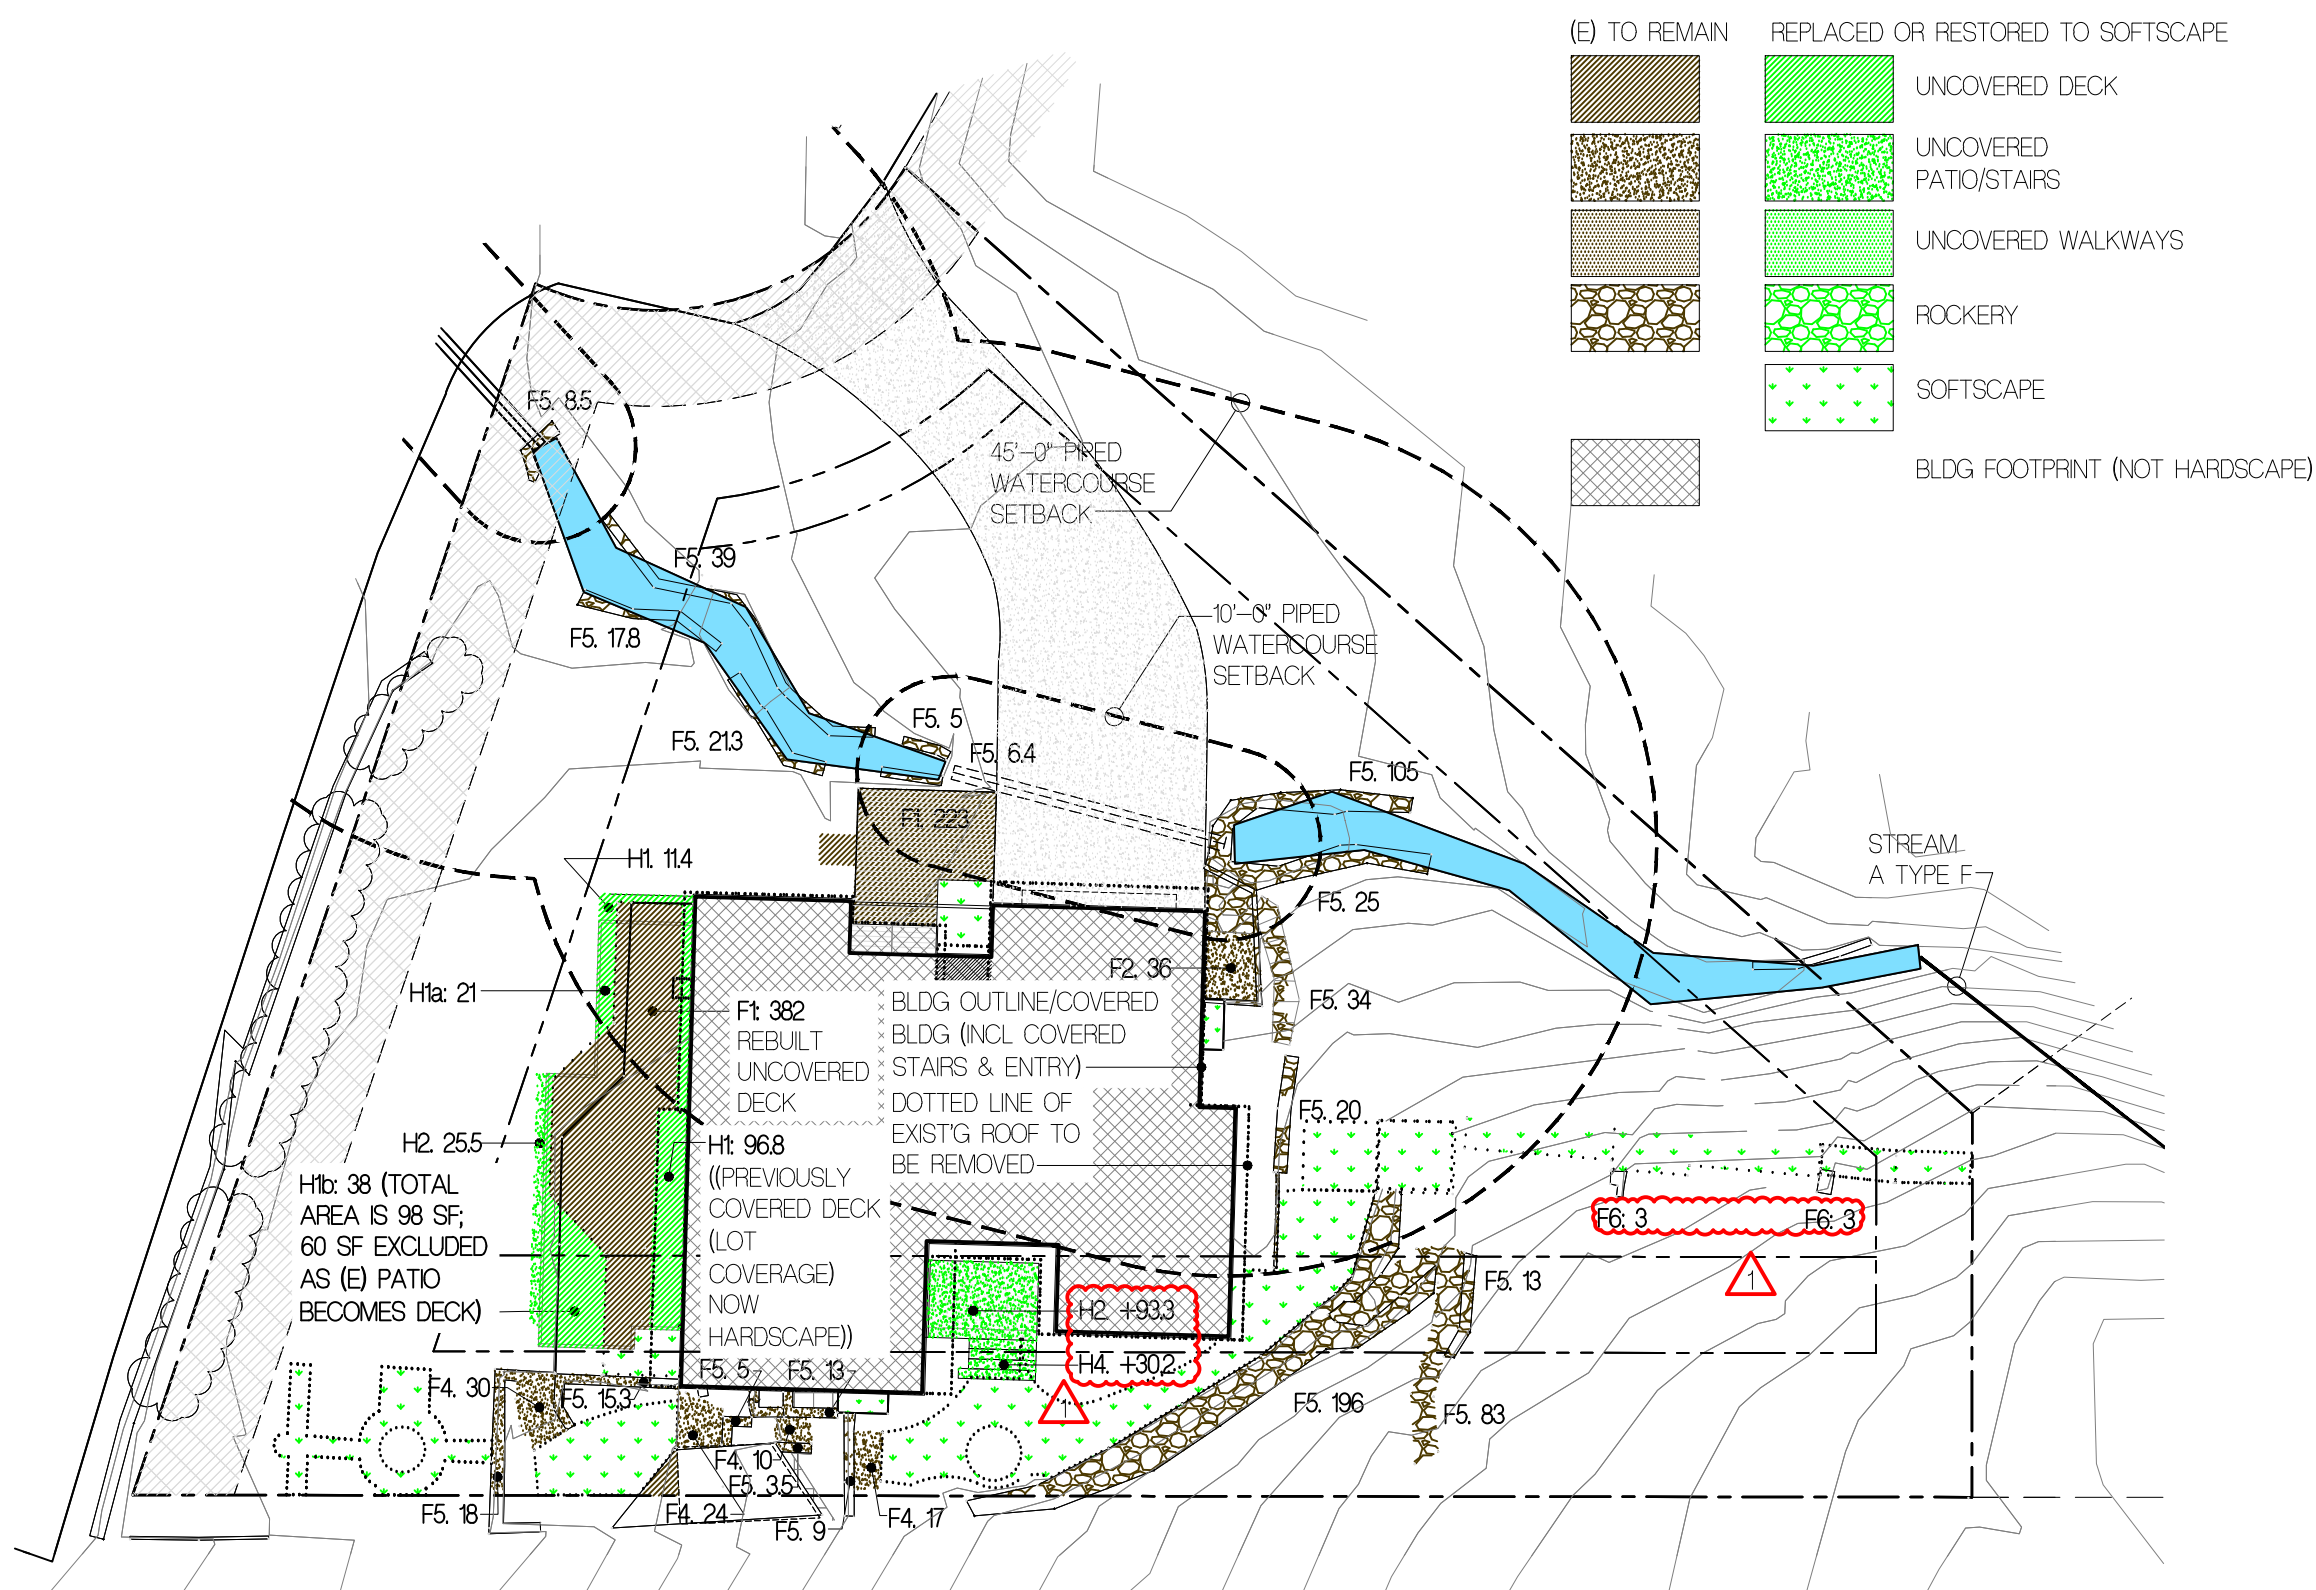 (E) TO REMAIN
REPLACED OR RESTORED TO SOFTSCAPE
UNCOVERED DECK
UNCOVERED
PATIO/STAIRS
UNCOVERED WALKWAYS
ROCKERY
SOFTSCAPE
BLDG FOOTPRINT (NOT HARDSCAPE)
F5. 8.5
45'-0" PIPED
WATERCOURSE
SETBACK
F5. 39
10'-0" PIPED
WATERCOURSE
SETBACK
F5. 17.8
F5. 5
F5. 21.3
F5. 6.4
F5. 105
F1. 223
STREAM
A TYPE F
H1. 11.4
F5. 25
F2. 36
H1a: 21
F5. 34
F1: 382
REBUILT
UNCOVERED
DECK
BLDG OUTLINE/COVERED
BLDG (INCL COVERED
STAIRS & ENTRY)
DOTTED LINE OF
EXIST'G ROOF TO
BE REMOVED
F5. 20
H2. 25.5
H1: 96.8
((PREVIOUSLY
COVERED DECK
(LOT
COVERAGE)
NOW
HARDSCAPE))
H1b: 38 (TOTAL
AREA IS 98 SF;
60 SF EXCLUDED
AS (E) PATIO
BECOMES DECK)
F6: 3
F6: 3
1
F5. 13
H2. +93.3
H4. +30.2
1
F5. 5
F5. 13
F4. 30
F5. 15.3
F5. 196
F5. 83
F4. 10
F5. 3.5
F5. 18
F4. 24
F5. 9
F4. 17